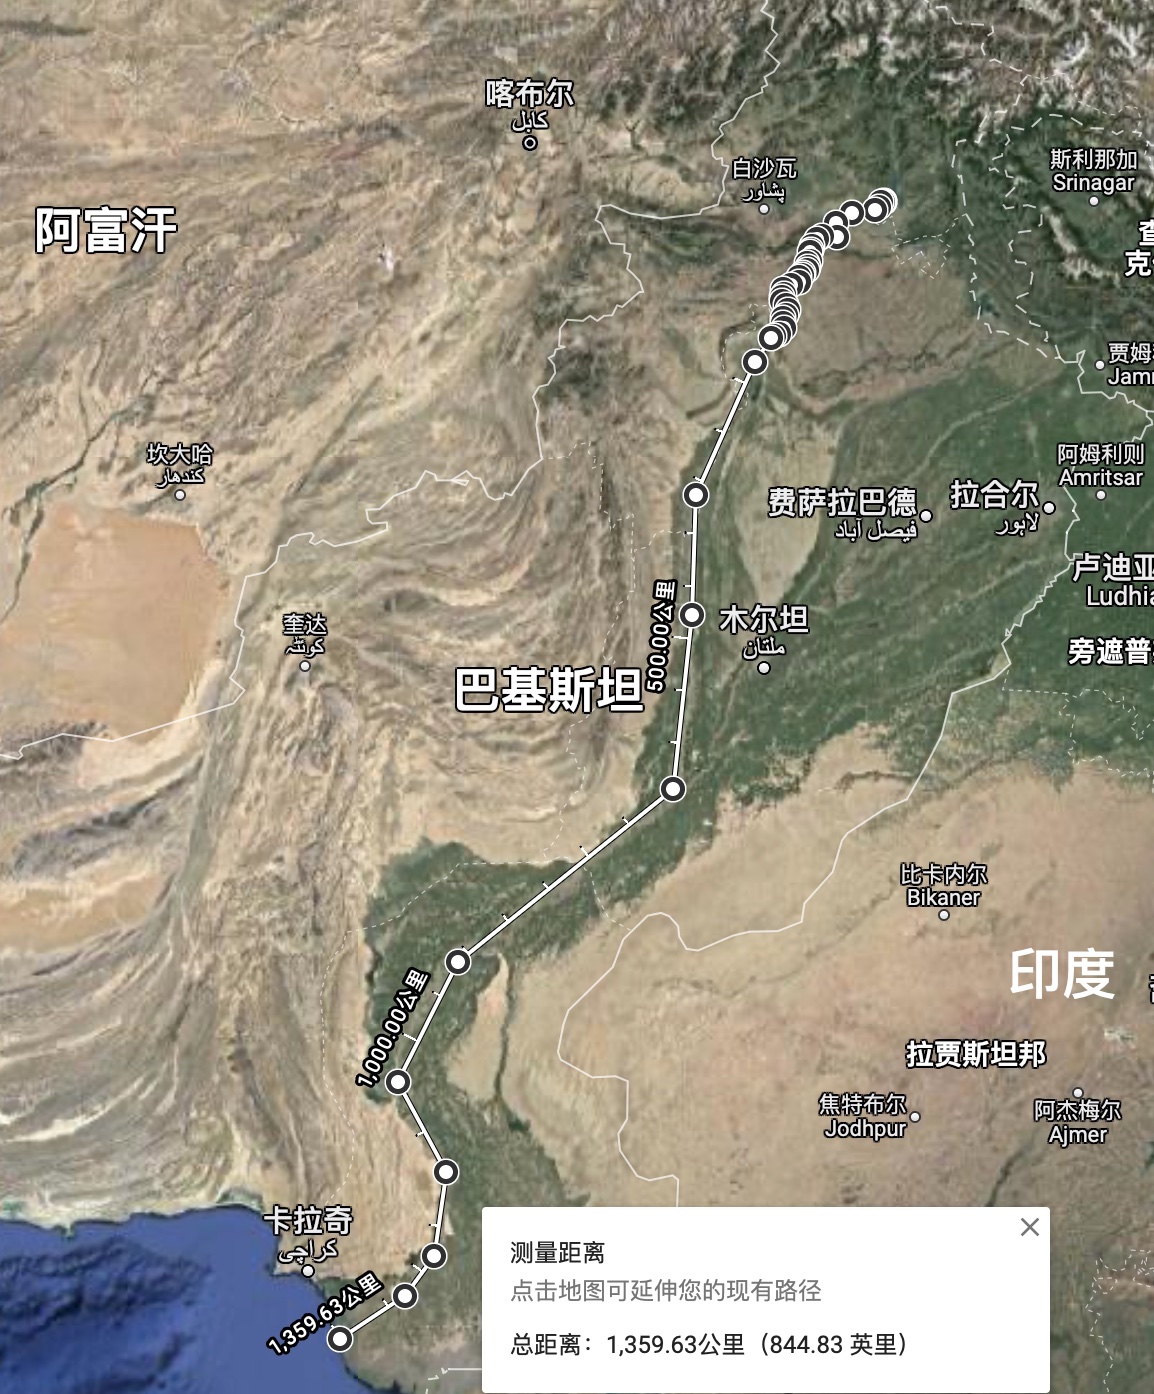 喀布尔
کابل
斯利那加
Srinagar
白沙瓦
پشاور
阿富汗
查
克
贾姆
Jam
坎大哈
کندهار
阿姆利则
Amritsar
费萨拉巴德
فیصل آباد
拉合尔
لاہور
卢迪亚
Ludhia
500.00公里
木尔坦
ملتان
奎达
کوئٹہ
旁遮普
巴基斯坦
比卡内尔
Bikaner
印度
1,000.00公里
拉贾斯坦邦
焦特布尔
Jodhpur
阿杰梅尔
Ajmer
卡拉奇
کراچی
1,359.63公里
测量距离
点击地图可延伸您的现有路径
总距离：1,359.63公里（844.83 英里）